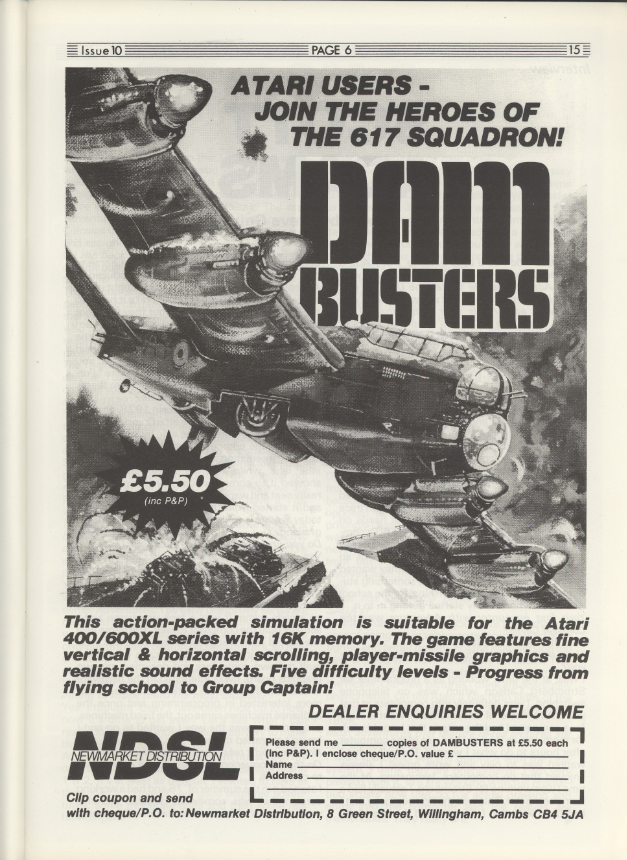 Issue 10 PAGE 6 15
ATARI USERS -
JOIN THE HEROES OF
THE 617 SQUADRON!
DAM
BUSTERS
£5.50
(inc P&P)
This action-packed simulation is suitable for the Atari
400/600XL series with 16K memory. The game features fine
vertical & horizontal scrolling, player-missile graphics and
realistic sound effects. Five difficulty levels - Progress from
flying school to Group Captain!
DEALER ENQUIRIES WELCOME
NDSL
NEWMARKET DISTRIBUTION
Please send me ________ copies of DAMBUSTERS at £5.50 each
(inc P&P). I enclose cheque/P.O. value £
Name
Address
Clip coupon and send
with cheque/P.O. to: Newmarket Distribution, 8 Green Street, Willingham, Cambs CB4 5JA